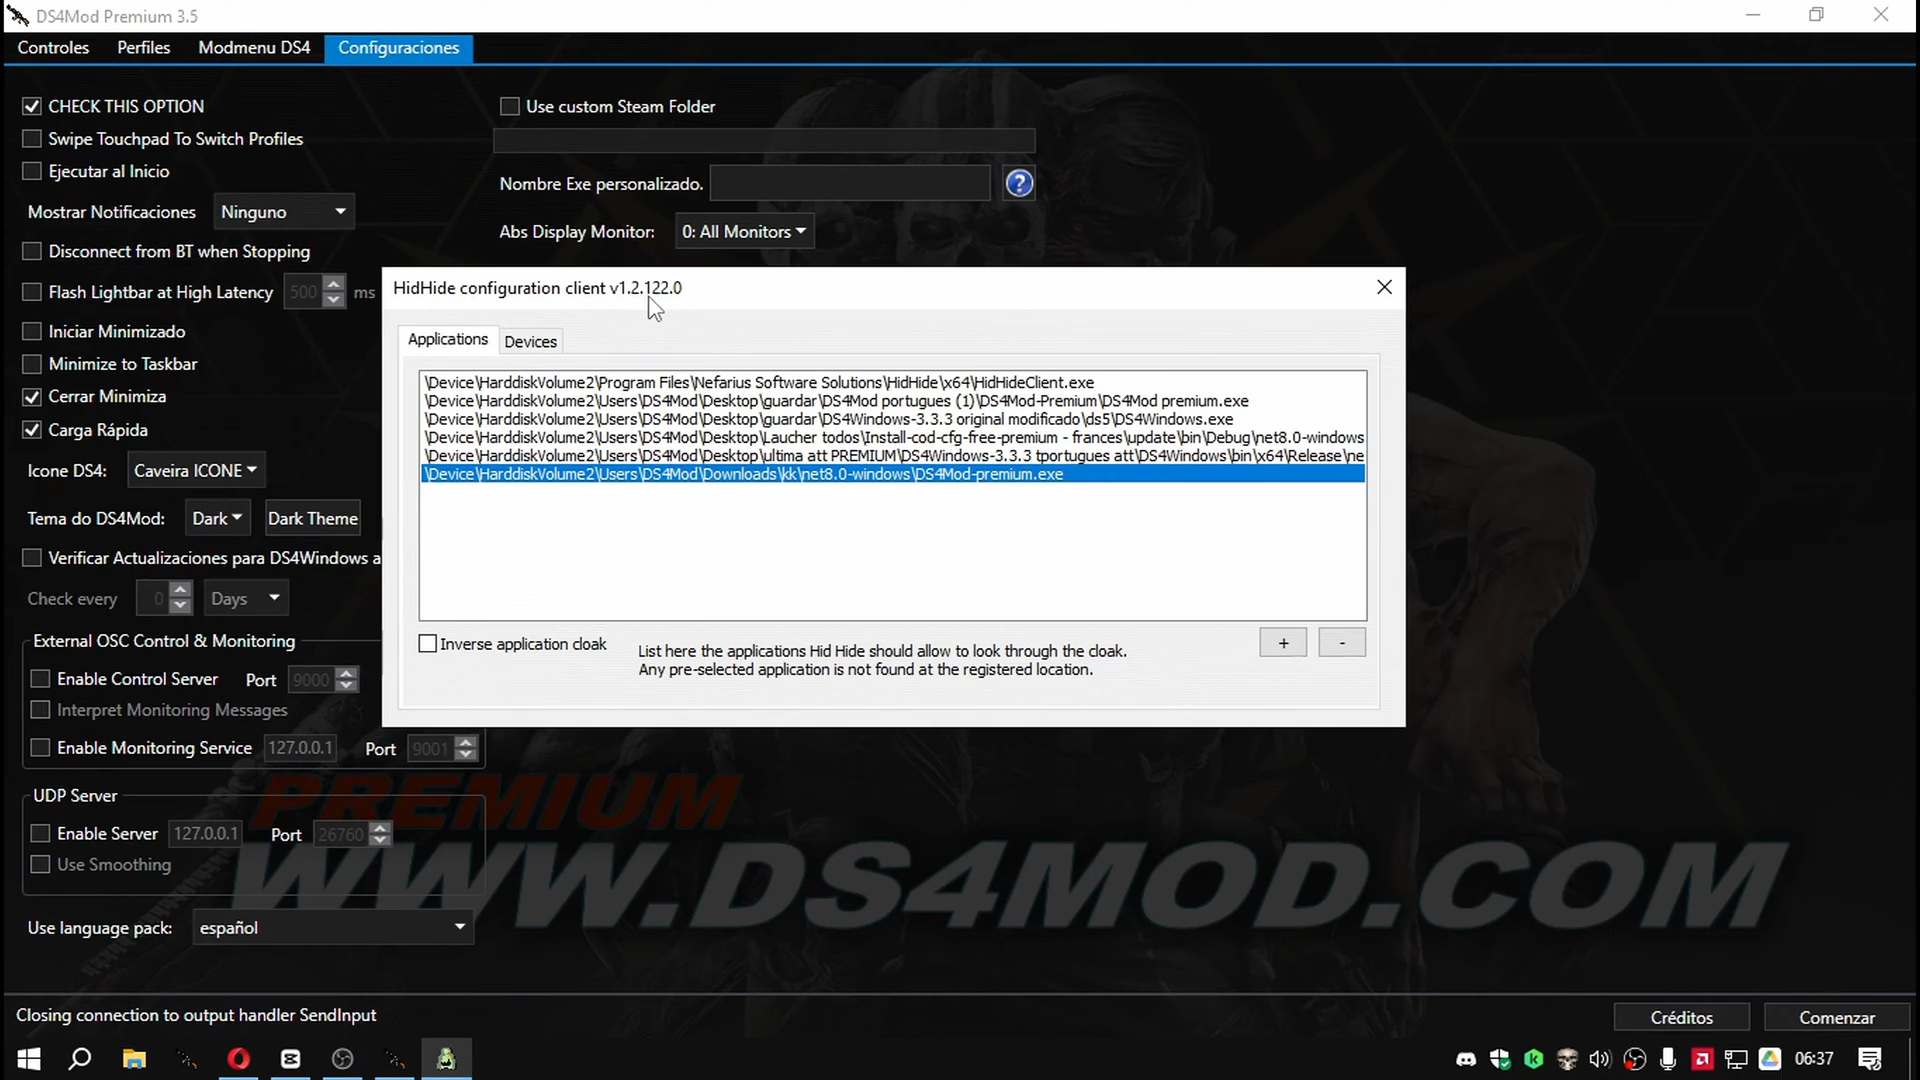 DS4Mod Premium 3.5
Controles Perfiles Modmenu DS4 Configuraciones
CHECK THIS OPTION
Swipe Touchpad To Switch Profiles
Ejecutar al Inicio
Mostrar Notificaciones Ninguno
Disconnect from BT when Stopping
Flash Lightbar at High Latency 500 ms
Iniciar Minimizado
Minimize to Taskbar
Cerrar Minimiza
Carga Rápida
Icone DS4: Caveira ICONE
Tema do DS4Mod: Dark Dark Theme
Verificar Actualizaciones para DS4Windows a
Check every 0 Days
External OSC Control & Monitoring
Enable Control Server Port 9000
Interpret Monitoring Messages
Enable Monitoring Service 127.0.0.1 Port 9001
UDP Server
Enable Server 127.0.0.1 Port 26760
Use Smoothing
Use language pack: español
Use custom Steam Folder
Nombre Exe personalizado. ?
Abs Display Monitor: 0: All Monitors
HidHide configuration client v1.2.122.0
Applications Devices
\Device\HarddiskVolume2\Program Files\Nefarius Software Solutions\HidHide\x64\HidHideClient.exe
\Device\HarddiskVolume2\Users\DS4Mod\Desktop\guardar\DS4Mod portugues (1)\DS4Mod-Premium\DS4Mod premium.exe
\Device\HarddiskVolume2\Users\DS4Mod\Desktop\guardar\DS4Windows-3.3.3 original modificado\ds5\DS4Windows.exe
\Device\HarddiskVolume2\Users\DS4Mod\Desktop\Laucher todos\Install-cod-cfg-free-premium - frances\update\bin\Debug\net8.0-windows
\Device\HarddiskVolume2\Users\DS4Mod\Desktop\ultima att PREMIUM\DS4Windows-3.3.3 tportugues att\DS4Windows\bin\x64\Release\ne
\Device\HarddiskVolume2\Users\DS4Mod\Downloads\kk\net8.0-windows\DS4Mod-premium.exe
Inverse application cloak
List here the applications Hid Hide should allow to look through the cloak.
Any pre-selected application is not found at the registered location.
+ -
PREMIUM
WWW.DS4MOD.COM
Closing connection to output handler SendInput
Créditos Comenzar
06:37